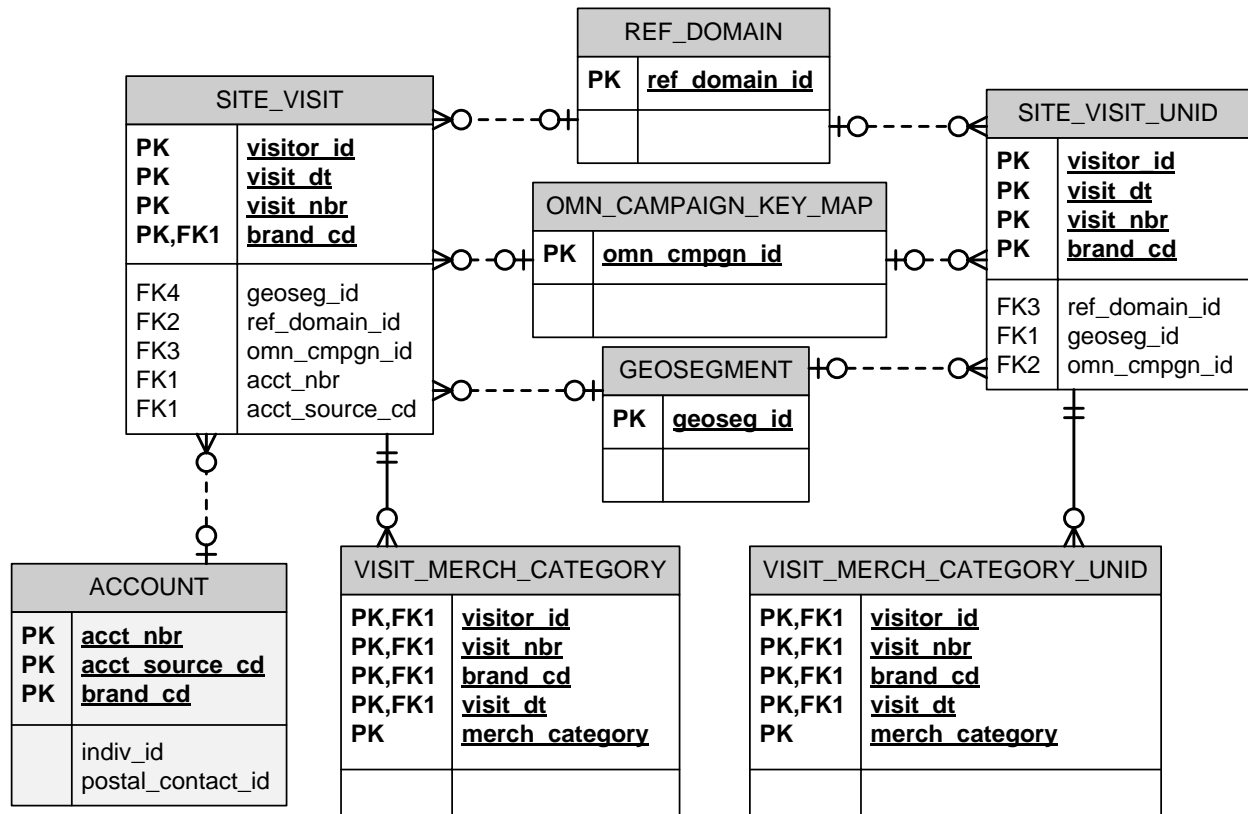 REF_DOMAIN
PK ref_domain_id
SITE_VISIT
PK visitor_id
PK visit_dt
PK visit_nbr
PK,FK1 brand_cd
FK4 geoseg_id
FK2 ref_domain_id
FK3 omn_cmpgn_id
FK1 acct_nbr
FK1 acct_source_cd
SITE_VISIT_UNID
PK visitor_id
PK visit_dt
PK visit_nbr
PK brand_cd
FK3 ref_domain_id
FK1 geoseg_id
FK2 omn_cmpgn_id
OMN_CAMPAIGN_KEY_MAP
PK omn_cmpgn_id
GEOSEGMENT
PK geoseg_id
ACCOUNT
PK acct_nbr
PK acct_source_cd
PK brand_cd
indiv_id
postal_contact_id
VISIT_MERCH_CATEGORY
PK,FK1 visitor_id
PK,FK1 visit_nbr
PK,FK1 brand_cd
PK,FK1 visit_dt
PK merch_category
VISIT_MERCH_CATEGORY_UNID
PK,FK1 visitor_id
PK,FK1 visit_nbr
PK,FK1 brand_cd
PK,FK1 visit_dt
PK merch_category